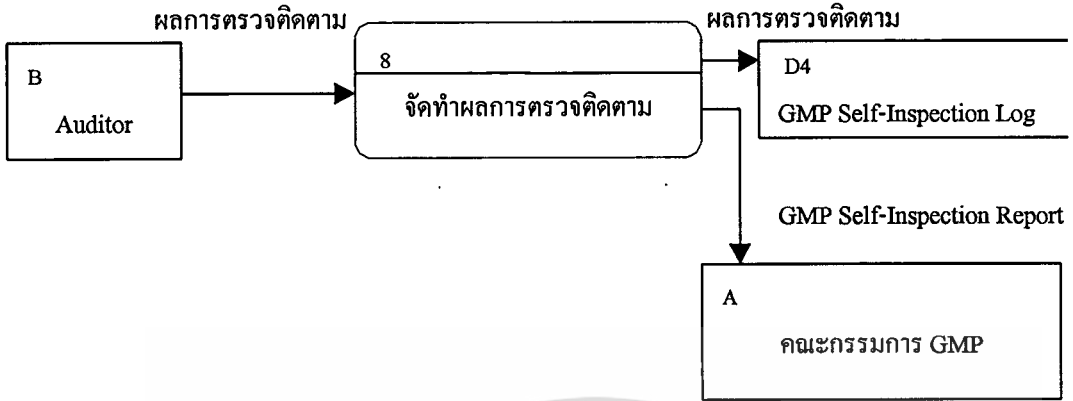 ผลการตรวจติดตาม
ผลการตรวจติดตาม
B
Auditor
8
จัดทำผลการตรวจติดตาม
D4
GMP Self-Inspection Log
GMP Self-Inspection Report
A
คณะกรรมการ GMP